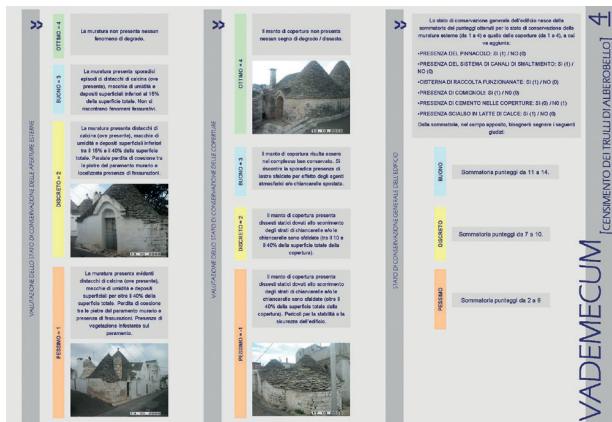 VALUTAZIONE DELLO STATO DI CONSERVAZIONE DELLE APERTURE ESTERNE
OTTIMO = 4
La muratura non presenta nessun
fenomeno di degrado.
BUONO = 3
La muratura presenta sporadici
episodi di distacchi di calcina (ove
presente), macchie di umidità e
depositi superficiali inferiori al 15%
della superficie totale. Non si
riscontrano fenomeni fessurativi.
DISCRETO = 2
La muratura presenta distacchi di
calcina (ove presente), macchie di
umidità e depositi superficiali inferiori
tra il 15% e il 40% della superficie
totale. Parziale perdita di coesione tra
le pietre del paramento murario e
localizzata presenza di fessurazioni.
PESSIMO = 1
La muratura presenta evidenti
distacchi di calcina (ove presente),
macchie di umidità e depositi
superficiali per oltre il 40% della
superficie totale. Perdita di coesione
tra le pietre del paramento murario e
presenza di fessurazioni. Presenza di
vegetazione infestante sul
paramento.
VALUTAZIONE DELLO STATO DI CONSERVAZIONE DELLE COPERTURE
OTTIMO = 4
Il manto di copertura non presenta
nessun segno di degrado / dissesto.
BUONO = 3
Il manto di copertura risulta essere
nel complesso ben conservato. Si
riscontra la sporadica presenza di
lastre sfaldate per effetto degli agenti
atmosferici e/o chiancarelle spostate.
DISCRETO = 2
Il manto di copertura presenta
dissesti statici dovuti allo scorrimento
degli strati di chiancarelle e/o le
chiancarelle sono sfaldate (tra il 10 e
il 40% della superficie totale della
copertura).
PESSIMO = -1
Il manto di copertura presenta
dissesti statici dovuti allo scorrimento
degli strati di chiancarelle e/o le
chiancarelle sono sfaldate (oltre il
40% della superficie totale della
copertura). Pericoli per la stabilità e la
sicurezza dell'edificio.
STATO DI CONSERVAZIONE GENERALE DELL'EDIFICIO
Lo stato di conservazione generale dell'edificio nasce dalla
sommatoria dei punteggi ottenuti per lo stato di conservazione delle
murature esterne (da 1 a 4) e quello delle coperture (da 1 a 4), a cui
va aggiunta:
•PRESENZA DEL PINNACOLO: SI (1) / NO (0)
•PRESENZA DEL SISTEMA DI CANALI DI SMALTIMENTO: SI (1) /
NO (0)
•CISTERNA DI RACCOLTA FUNZIONANTE: SI (1) / NO (0)
•PRESENZA DI COMIGNOLI: SI (1) / NO (0)
•PRESENZA DI CEMENTO NELLE COPERTURE: SI (0) / NO (1)
•PRESENZA SCIALBO IN LATTE DI CALCE: SI (1) / NO (0)
Dalla sommatoria, nel campo apposito, bisognerà segnare i seguenti
giudizi:
BUONO
Sommatoria punteggi da 11 a 14.
DISCRETO
Sommatoria punteggi da 7 a 10.
PESSIMO
Sommatoria punteggi da 2 a 6
VADEMECUM
[CENSIMENTO DEI TRULLI D'ALBEROBELLO]
4